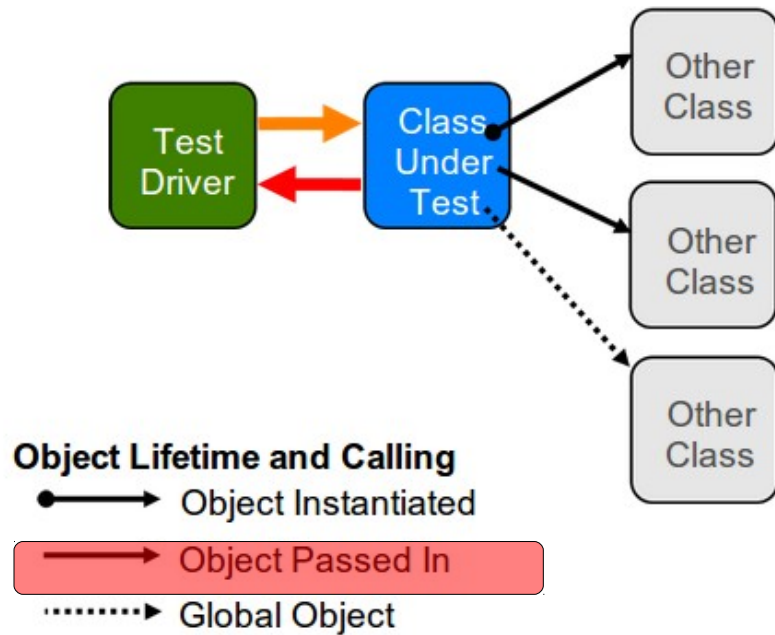 Test
Driver
Class
Under
Test
Other
Class
Other
Class
Other
Class
Object Lifetime and Calling
Object Instantiated
Object Passed In
Global Object